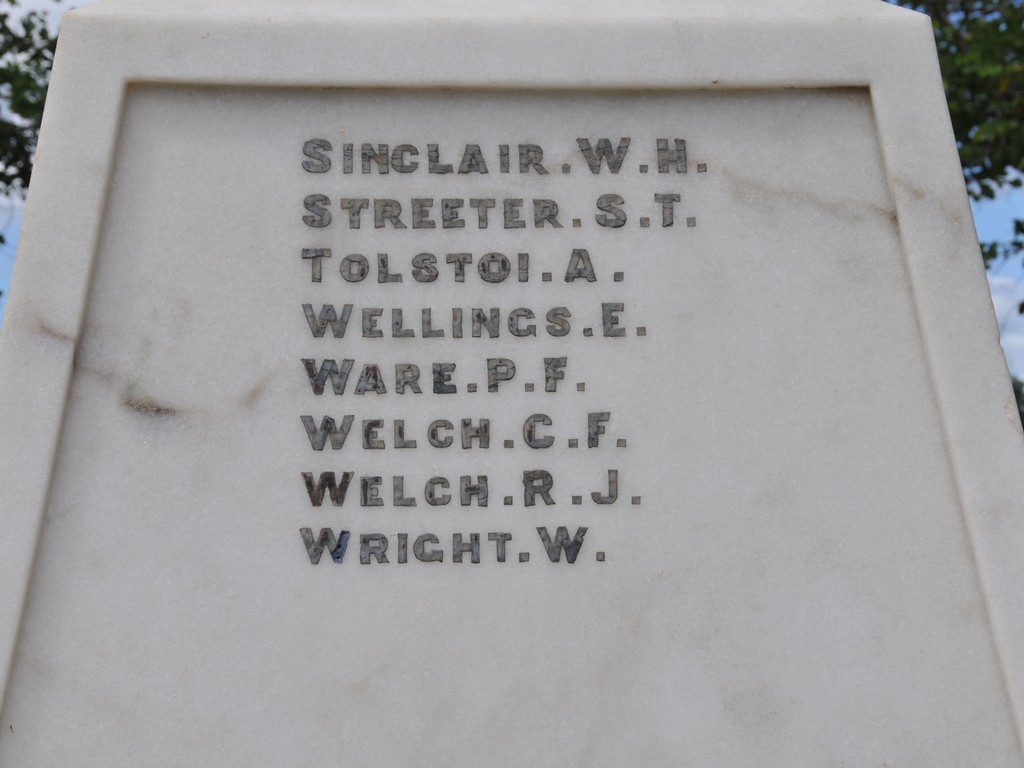 SINCLAIR.W.H.
STREETER.S.T.
TOLSTOI.A.
WELLINGS.E.
WARE.P.F.
WELCH.C.F.
WELCH.R.J.
WRIGHT.W.